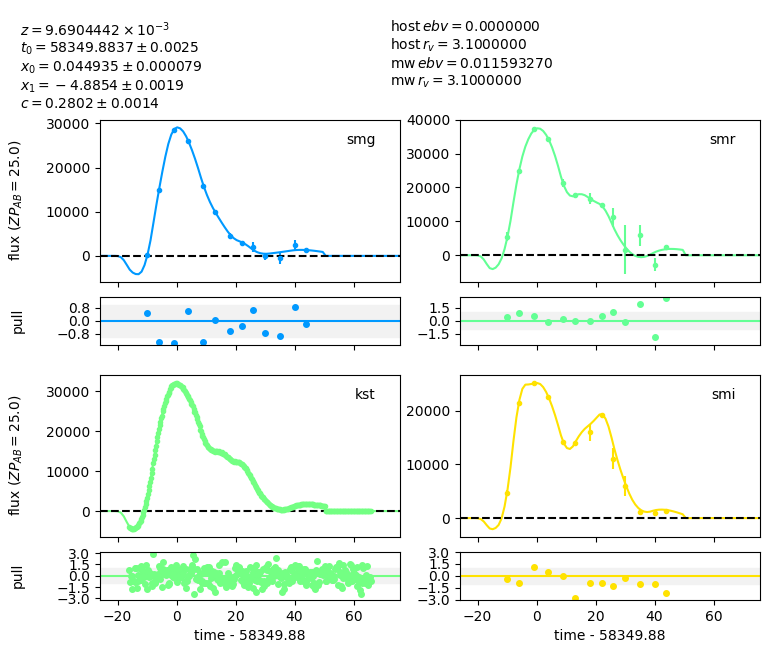 z = 9.6904442 × 10⁻³
t₀ = 58349.8837 ± 0.0025
x₀ = 0.044935 ± 0.000079
x₁ = −4.8854 ± 0.0019
c = 0.2802 ± 0.0014
host ebv = 0.0000000
host r_v = 3.1000000
mw ebv = 0.011593270
mw r_v = 3.1000000
flux (ZP_AB = 25.0)
30000
20000
10000
0
smg
40000
30000
20000
10000
0
smr
pull
0.8
0.0
−0.8
1.5
0.0
−1.5
flux (ZP_AB = 25.0)
30000
20000
10000
0
kst
20000
10000
0
smi
pull
3.0
1.5
0.0
−1.5
−3.0
−20 0 20 40 60
time - 58349.88
3.0
1.5
0.0
−1.5
−3.0
−20 0 20 40 60
time - 58349.88